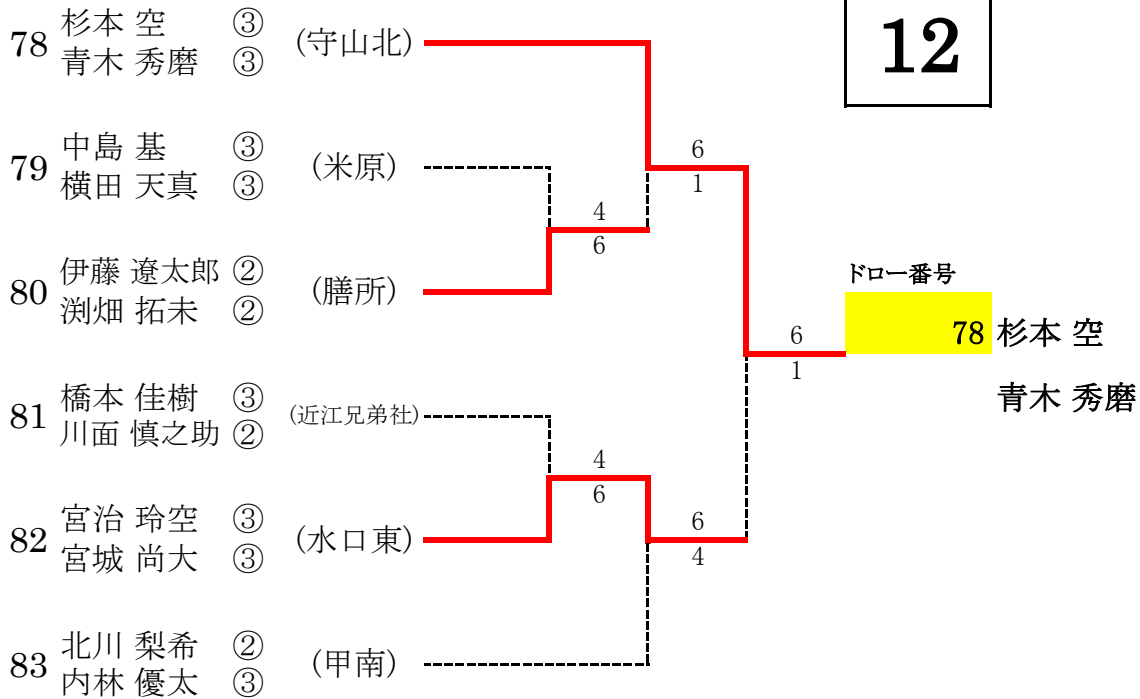 12
78 杉本 空 ③ (守山北)
青木 秀磨 ③
79 中島 基 ③ (米原)
横田 天真 ③
6
1
4
6
80 伊藤 遼太郎 ② (膳所)
渕畑 拓未 ②
ドロー番号
78 杉本 空
青木 秀磨
6
1
81 橋本 佳樹 ③ (近江兄弟社)
川面 慎之助 ②
4
6
82 宮治 玲空 ③ (水口東)
宮城 尚大 ③
6
4
83 北川 梨希 ② (甲南)
内林 優太 ③